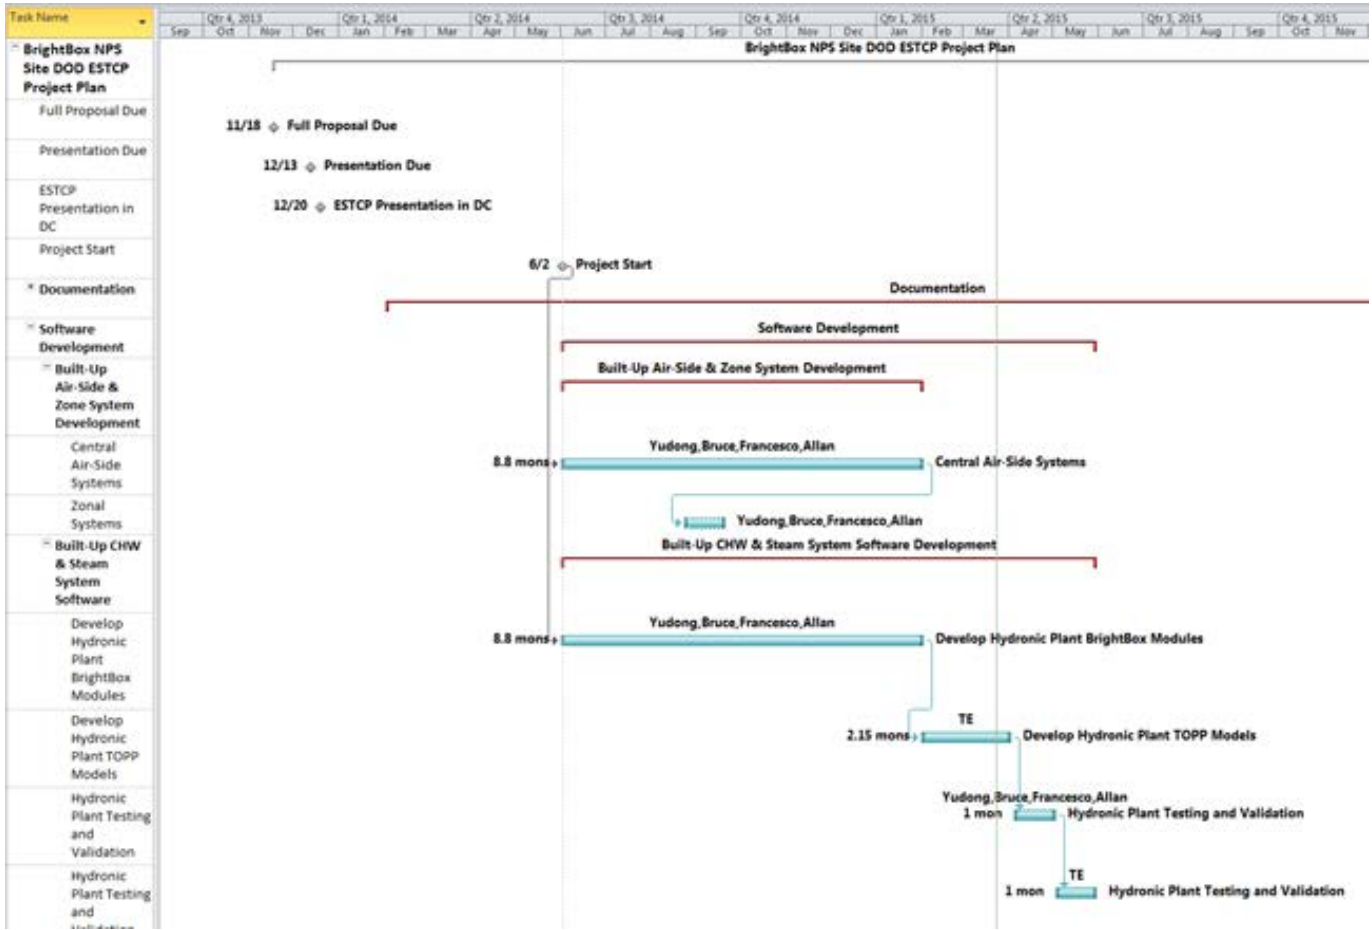 Task Name
Qtr 4, 2013 Qtr 1, 2014 Qtr 2, 2014 Qtr 3, 2014 Qtr 4, 2014 Qtr 1, 2015 Qtr 2, 2015 Qtr 3, 2015 Qtr 4, 2015
Sep Oct Nov Dec Jan Feb Mar Apr May Jun Jul Aug Sep Oct Nov Dec Jan Feb Mar Apr May Jun Jul Aug Sep Oct Nov
BrightBox NPS
Site DOD ESTCP
Project Plan
BrightBox NPS Site DOD ESTCP Project Plan
Full Proposal Due
11/18 Full Proposal Due
Presentation Due
12/13 Presentation Due
ESTCP
Presentation in
DC
12/20 ESTCP Presentation in DC
Project Start
6/2 Project Start
Documentation
Documentation
Software
Development
Software Development
Built-Up
Air-Side &
Zone System
Development
Built-Up Air-Side & Zone System Development
Central
Air-Side
Systems
Yudong,Bruce,Francesco,Allan
8.8 mons Central Air-Side Systems
Zonal
Systems
Yudong,Bruce,Francesco,Allan
Built-Up CHW
& Steam
System
Software
Built-Up CHW & Steam System Software Development
Develop
Hydronic
Plant
BrightBox
Modules
Yudong,Bruce,Francesco,Allan
8.8 mons Develop Hydronic Plant BrightBox Modules
Develop
Hydronic
Plant TOPP
Models
TE
2.15 mons Develop Hydronic Plant TOPP Models
Hydronic
Plant Testing
and
Validation
Yudong,Bruce,Francesco,Allan
1 mon Hydronic Plant Testing and Validation
Hydronic
Plant Testing
and
Validation
TE
1 mon Hydronic Plant Testing and Validation